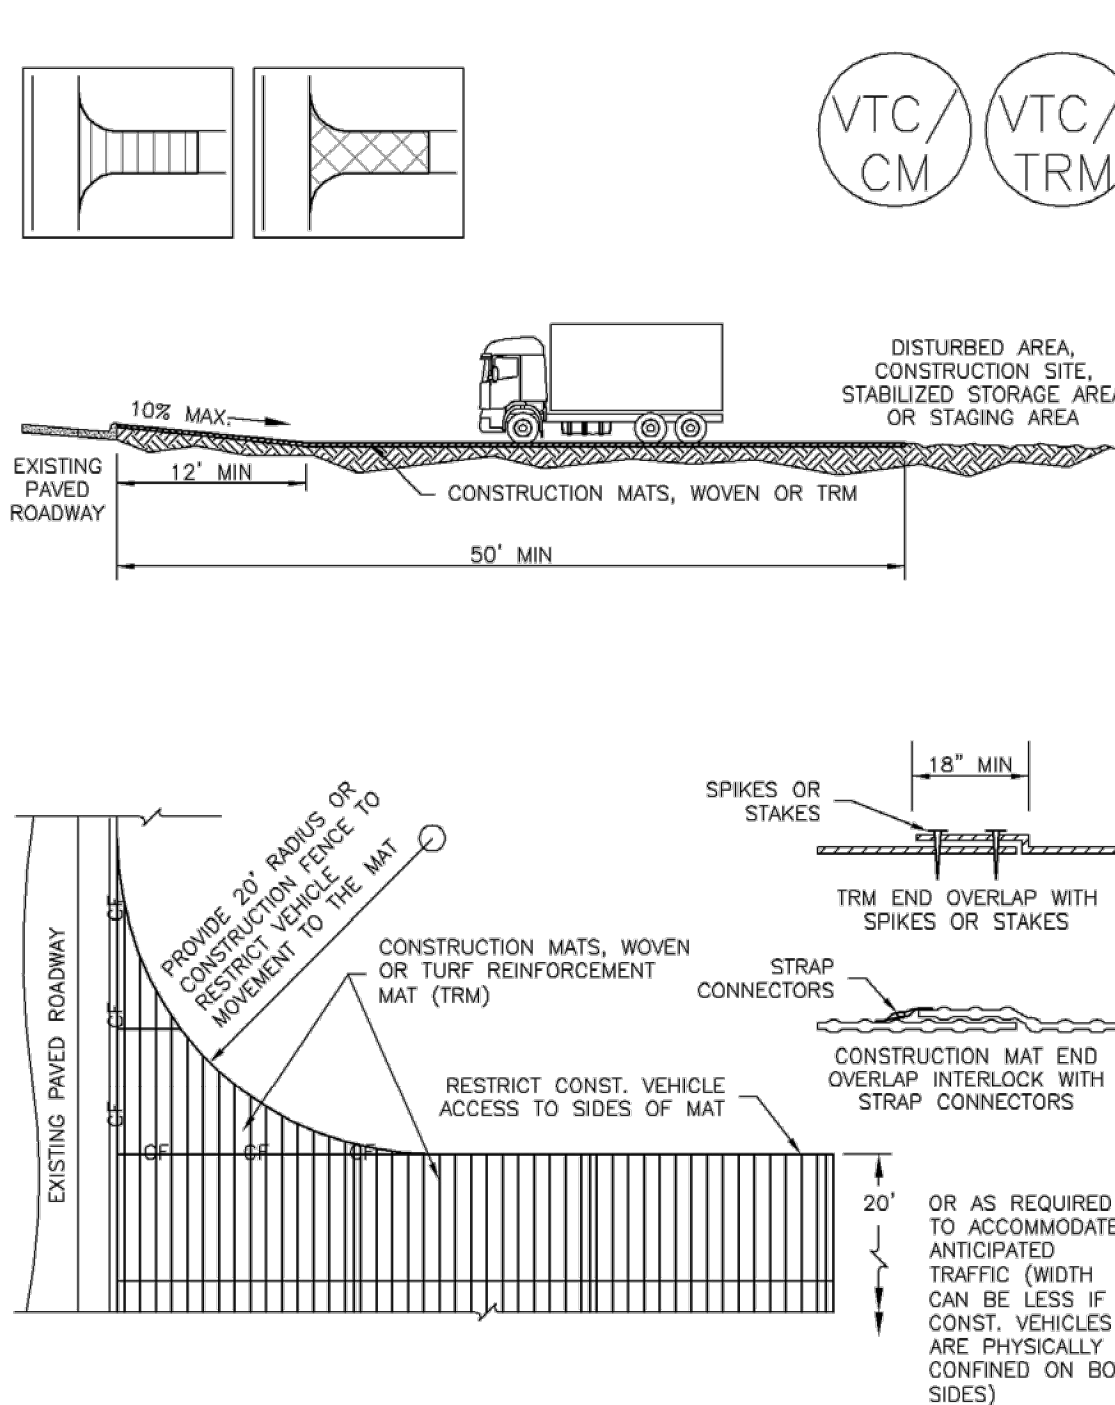 VTC/
CM
VTC/
TRM
DISTURBED AREA,
CONSTRUCTION SITE,
STABILIZED STORAGE AREA
OR STAGING AREA
10% MAX.
EXISTING
PAVED
ROADWAY
12' MIN
CONSTRUCTION MATS, WOVEN OR TRM
50' MIN
18" MIN
SPIKES OR
STAKES
TRM END OVERLAP WITH
SPIKES OR STAKES
PROVIDE 20' RADIUS OR
CONSTRUCTION FENCE TO
RESTRICT VEHICLE
MOVEMENT TO THE MAT
CONSTRUCTION MATS, WOVEN
OR TURF REINFORCEMENT
MAT (TRM)
STRAP
CONNECTORS
CONSTRUCTION MAT END
OVERLAP INTERLOCK WITH
STRAP CONNECTORS
RESTRICT CONST. VEHICLE
ACCESS TO SIDES OF MAT
EXISTING PAVED ROADWAY
CF
CF
CF
CF
CF
CF
20'
OR AS REQUIRED
TO ACCOMMODATE
ANTICIPATED
TRAFFIC (WIDTH
CAN BE LESS IF
CONST. VEHICLES
ARE PHYSICALLY
CONFINED ON BO
SIDES)